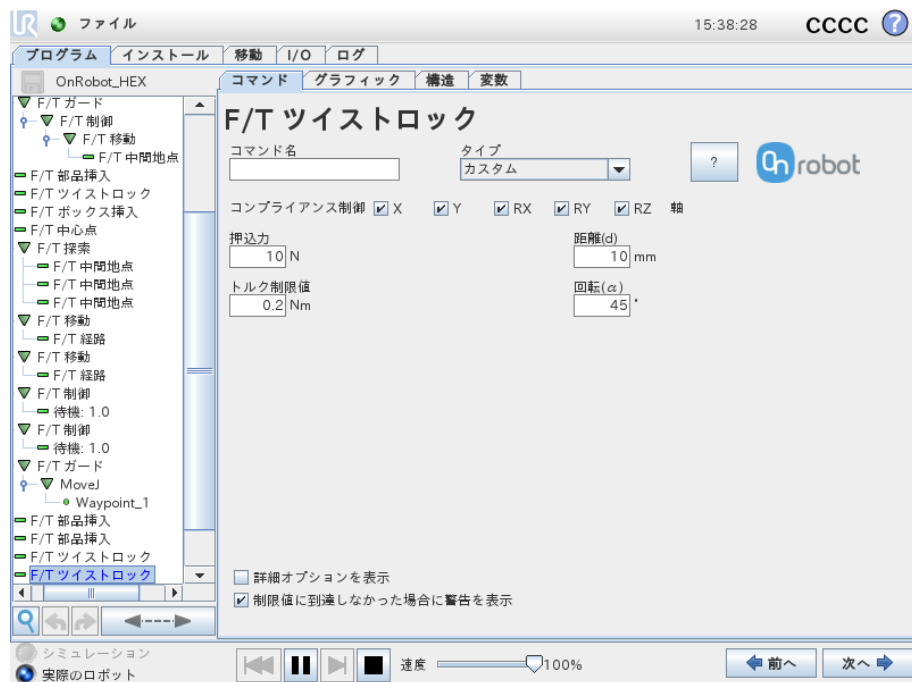 ファイル
15:38:28
CCCC
?
プログラム インストール 移動 I/O ログ
OnRobot_HEX
コマンド グラフィック 構造 変数
F/T ガード
F/T 制御
F/T 移動
F/T 中間地点
F/T 部品挿入
F/T ツイストロック
F/T ボックス挿入
F/T 中心点
F/T 探索
F/T 中間地点
F/T 中間地点
F/T 中間地点
F/T 移動
F/T 経路
F/T 移動
F/T 経路
F/T 制御
待機: 1.0
F/T 制御
待機: 1.0
F/T ガード
MoveJ
Waypoint_1
F/T 部品挿入
F/T 部品挿入
F/T ツイストロック
F/T ツイストロック
F/T ツイストロック
コマンド名
タイプ
カスタム
?
On robot
コンプライアンス制御 X Y RX RY RZ 軸
押込力
10 N
距離(d)
10 mm
トルク制限値
0.2 Nm
回転(α)
45 °
詳細オプションを表示
制限値に到達しなかった場合に警告を表示
シミュレーション
実際のロボット
速度 100%
前へ
次へ